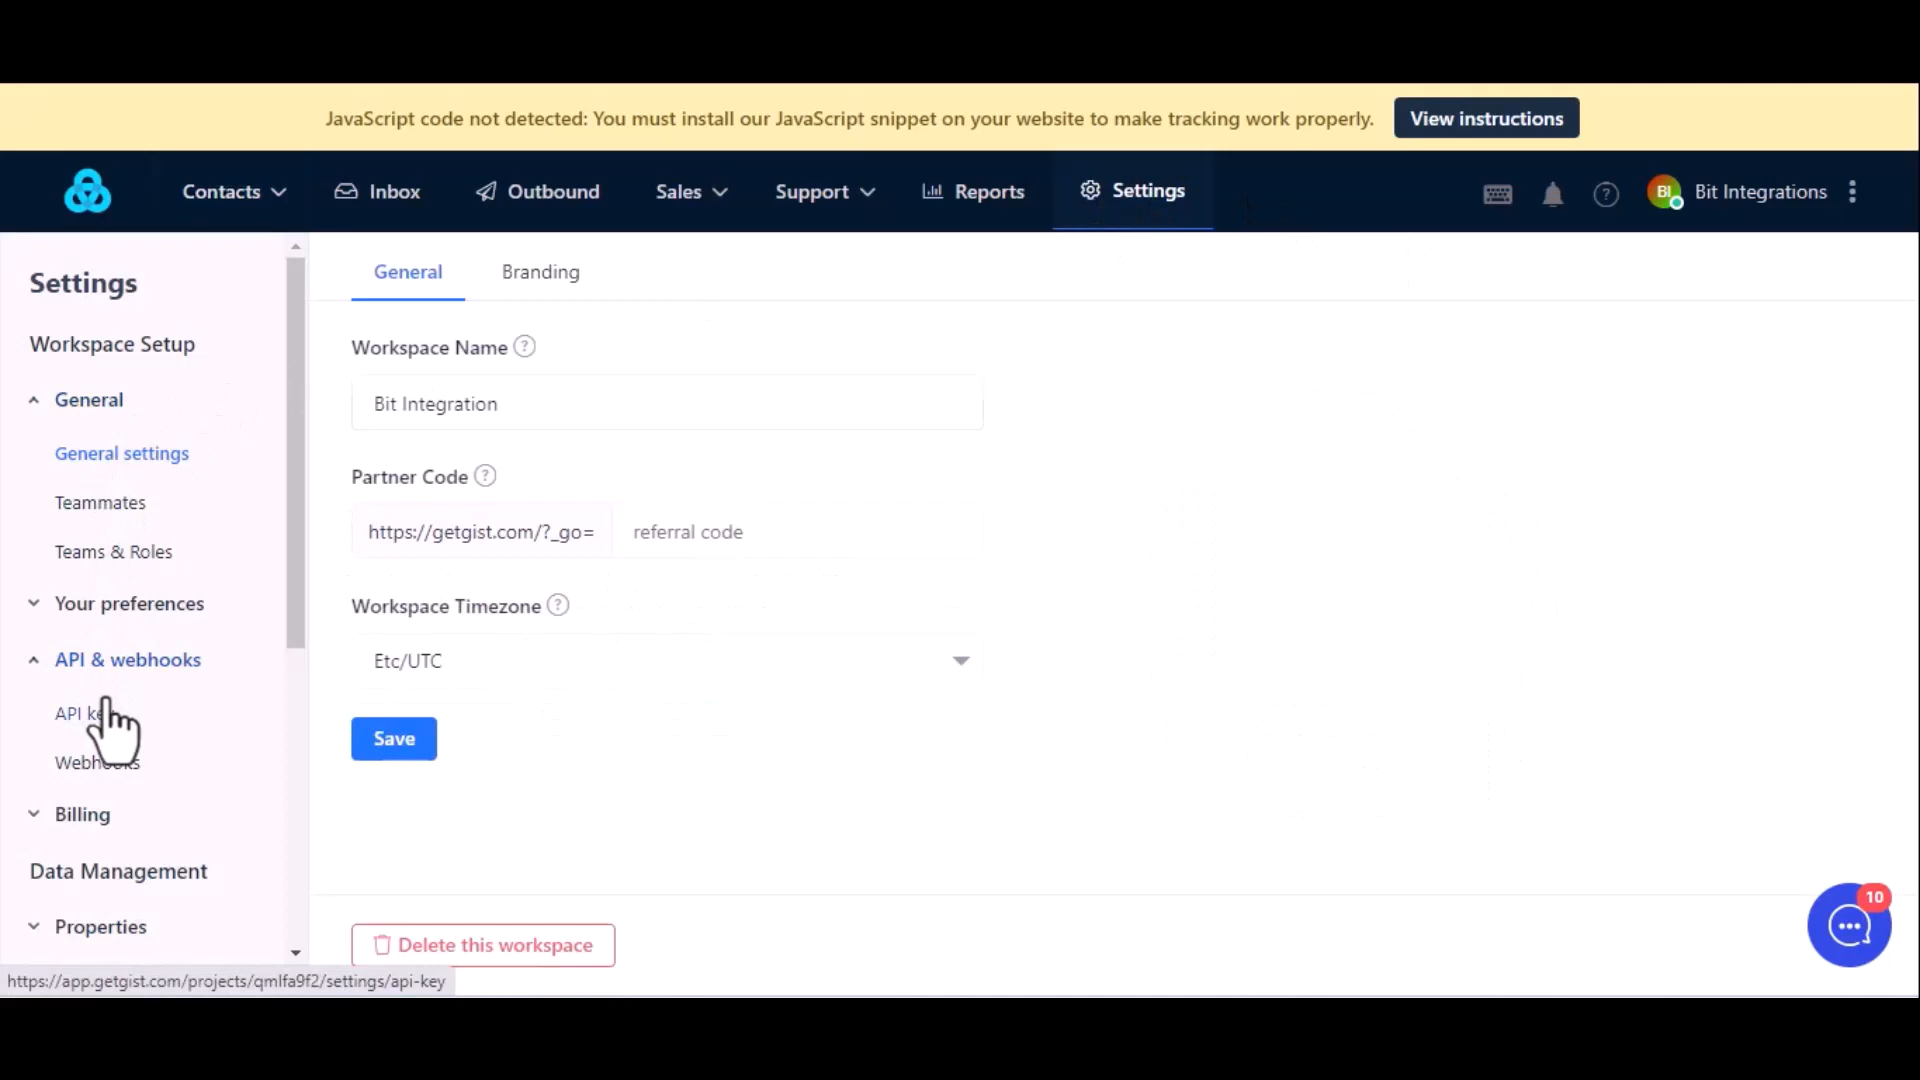 JavaScript code not detected: You must install our JavaScript snippet on your website to make tracking work properly.
View instructions
Contacts
Inbox
Outbound
Sales
Support
Reports
Settings
?
BI
Bit Integrations
Settings
Workspace Setup
General
General settings
Teammates
Teams & Roles
Your preferences
API & webhooks
API
Webhooks
Billing
Data Management
Properties
General
Branding
Workspace Name ?
Bit Integration
Partner Code ?
https://getgist.com/?_go=
referral code
Workspace Timezone ?
Etc/UTC
Save
Delete this workspace
10
https://app.getgist.com/projects/qmlfa9f2/settings/api-key